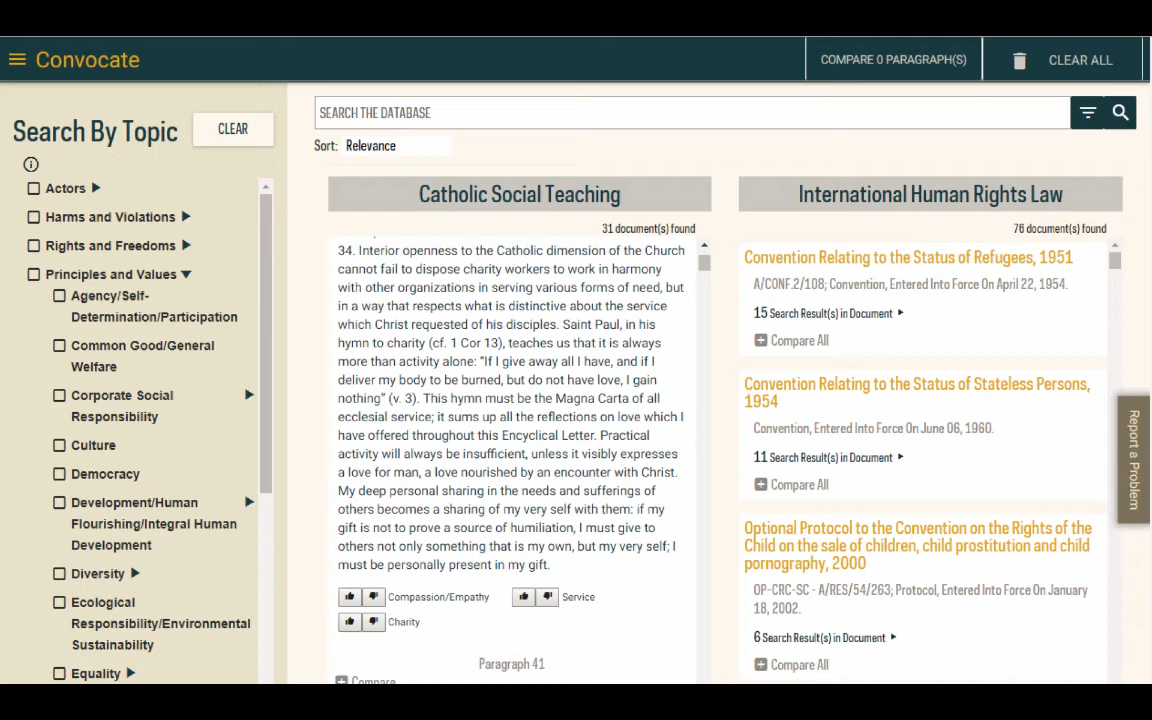 Convocate
COMPARE 0 PARAGRAPH(S)
CLEAR ALL
Search By Topic
CLEAR
Actors
Harms and Violations
Rights and Freedoms
Principles and Values
Agency/Self-
Determination/Participation
Common Good/General
Welfare
Corporate Social
Responsibility
Culture
Democracy
Development/Human
Flourishing/Integral Human
Development
Diversity
Ecological
Responsibility/Environmental
Sustainability
Equality
SEARCH THE DATABASE
Sort: Relevance
Catholic Social Teaching
31 document(s) found
34. Interior openness to the Catholic dimension of the Church
cannot fail to dispose charity workers to work in harmony
with other organizations in serving various forms of need, but
in a way that respects what is distinctive about the service
which Christ requested of his disciples. Saint Paul, in his
hymn to charity (cf. 1 Cor 13), teaches us that it is always
more than activity alone: “If I give away all I have, and if I
deliver my body to be burned, but do not have love, I gain
nothing” (v. 3). This hymn must be the Magna Carta of all
ecclesial service; it sums up all the reflections on love which I
have offered throughout this Encyclical Letter. Practical
activity will always be insufficient, unless it visibly expresses
a love for man, a love nourished by an encounter with Christ.
My deep personal sharing in the needs and sufferings of
others becomes a sharing of my very self with them: if my
gift is not to prove a source of humiliation, I must give to
others not only something that is my own, but my very self; I
must be personally present in my gift.
Compassion/Empathy
Service
Charity
Paragraph 41
Compare
International Human Rights Law
76 document(s) found
Convention Relating to the Status of Refugees, 1951
A/CONF.2/108; Convention, Entered Into Force On April 22, 1954.
15 Search Result(s) in Document
Compare All
Convention Relating to the Status of Stateless Persons,
1954
Convention, Entered Into Force On June 06, 1960.
11 Search Result(s) in Document
Compare All
Optional Protocol to the Convention on the Rights of the
Child on the sale of children, child prostitution and child
pornography, 2000
OP-CRC-SC - A/RES/54/263; Protocol, Entered Into Force On January
18, 2002.
6 Search Result(s) in Document
Compare All
Report a Problem